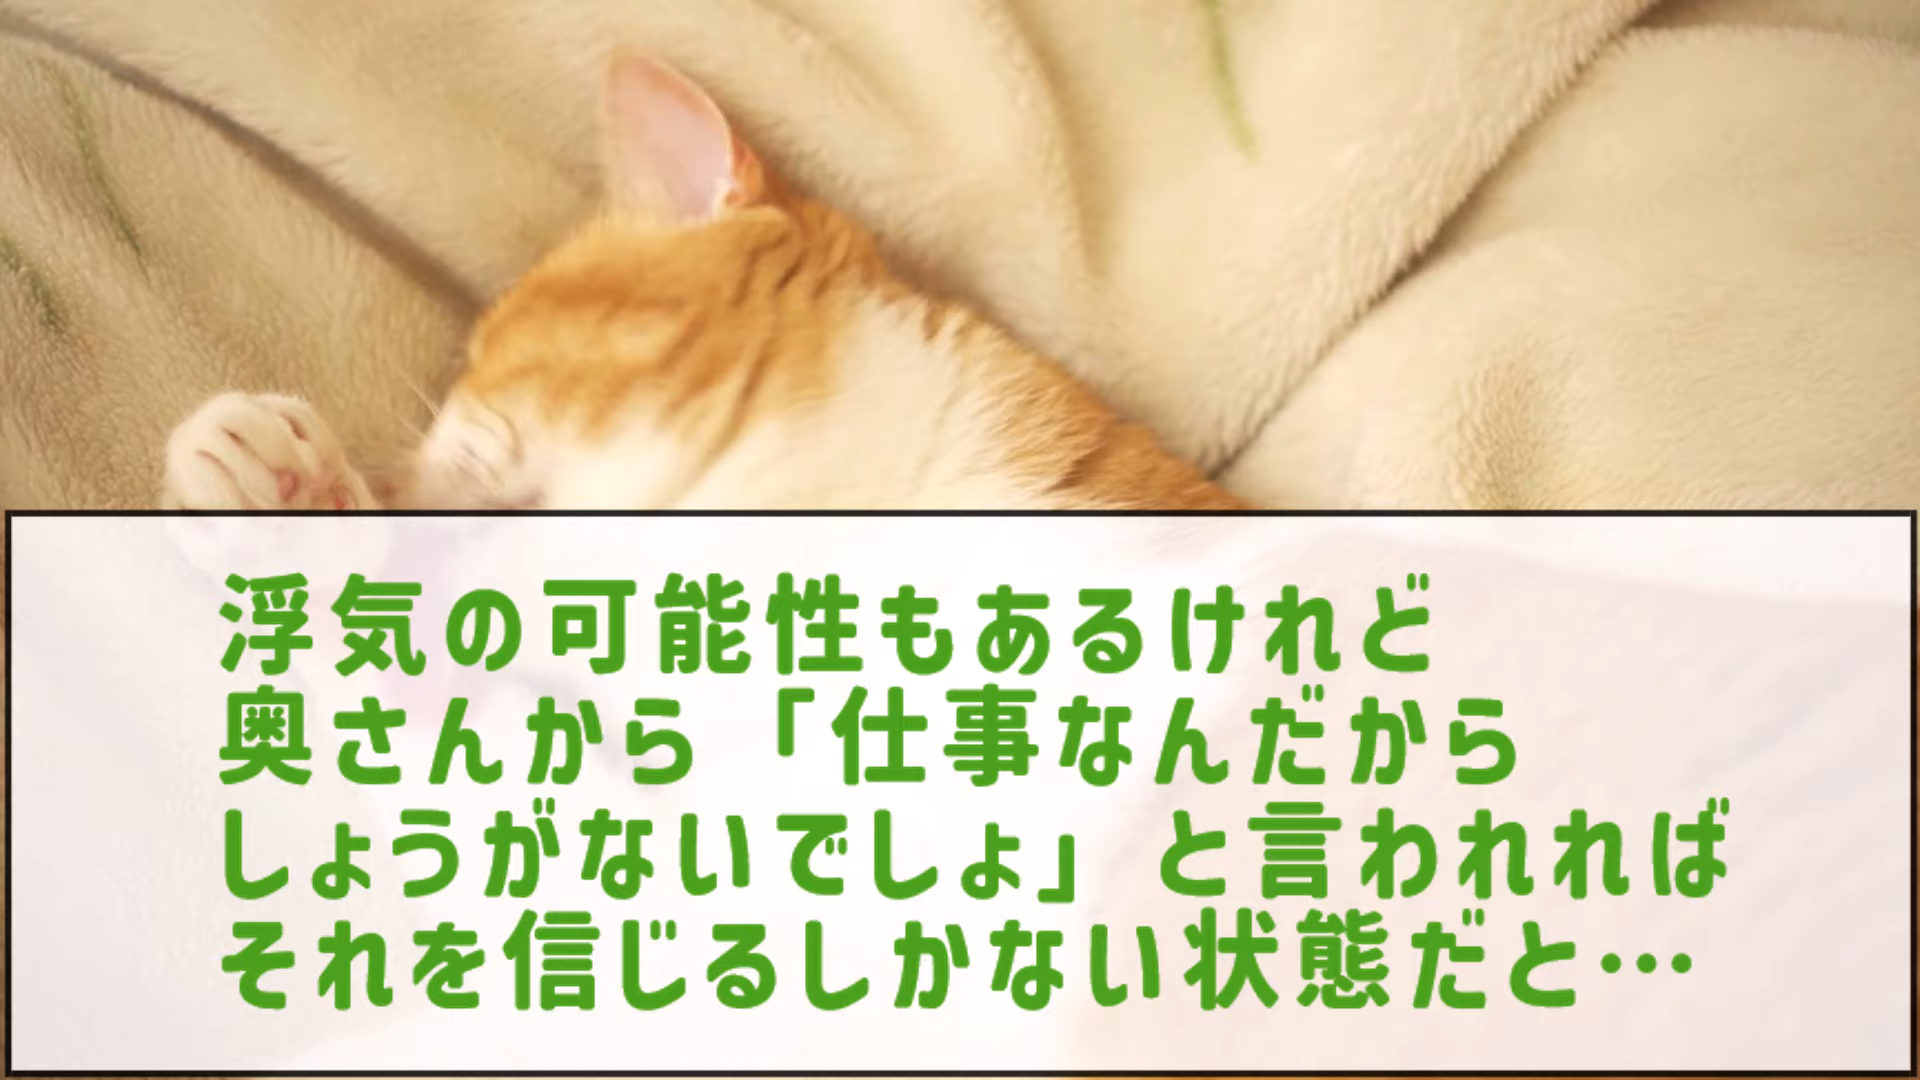 浮気の可能性もあるけれど
奥さんから「仕事なんだから
しょうがないでしょ」と言われれば
それを信じるしかない状態だと…